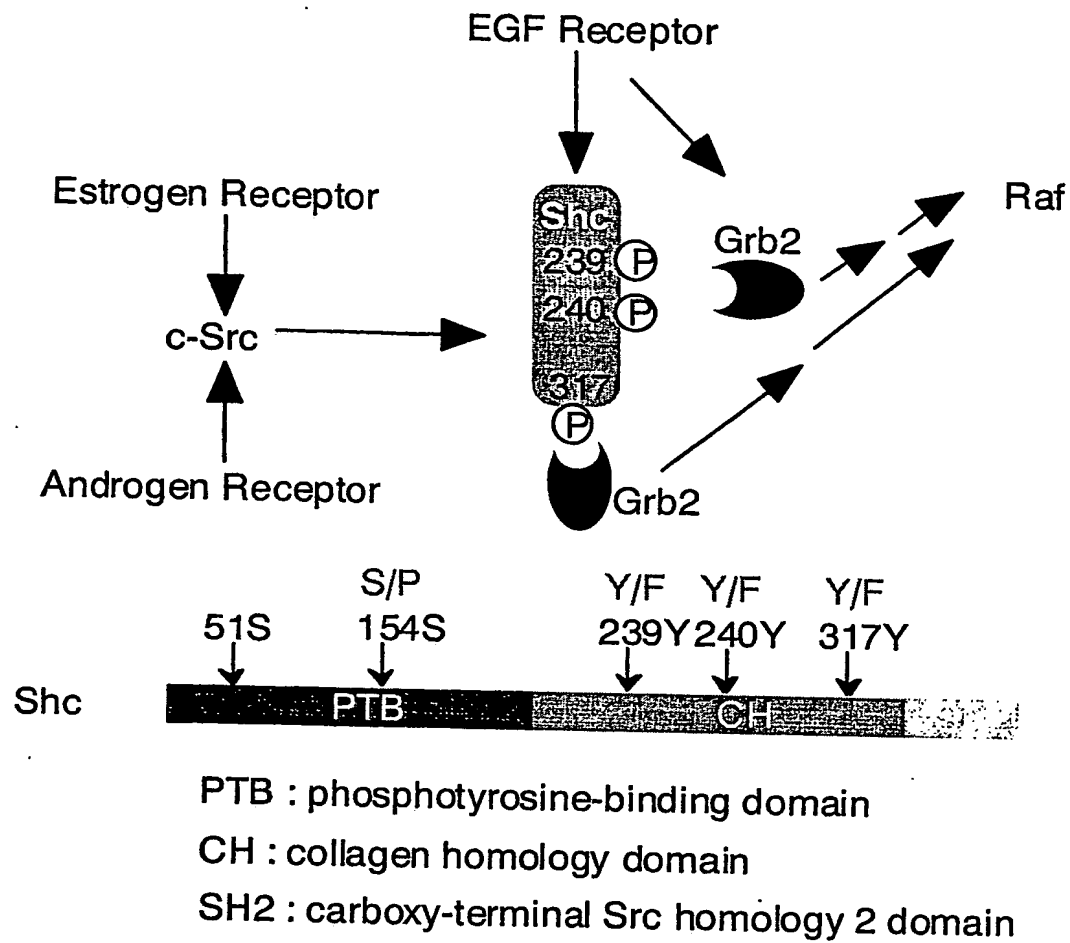 EGF Receptor
Estrogen Receptor
Raf
Shc
Grb2
239 P
240 P
c-Src
317
P
Androgen Receptor
Grb2
S/P Y/F Y/F Y/F
51S 154S 239Y 240Y 317Y
Shc PTB CH
PTB : phosphotyrosine-binding domain
CH : collagen homology domain
SH2 : carboxy-terminal Src homology 2 domain